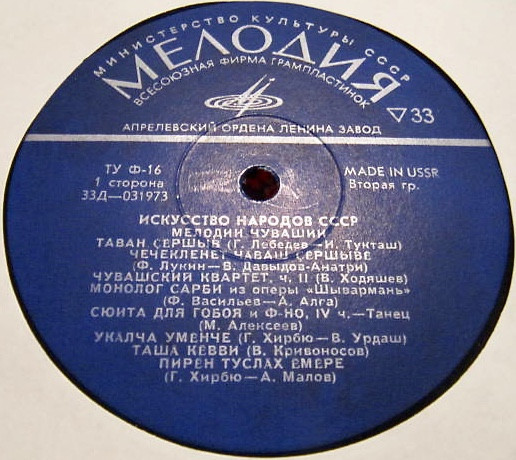 МИНИСТЕРСТВО КУЛЬТУРЫ СССР
МЕЛОДИЯ
ВСЕСОЮЗНАЯ ФИРМА ГРАМПЛАСТИНОК
▽33
АПРЕЛЕВСКИЙ ОРДЕНА ЛЕНИНА ЗАВОД
ТУ Ф-16
1 сторона
33Д—031973
MADE IN USSR
Вторая гр.
ИСКУССТВО НАРОДОВ СССР
МЕЛОДИИ ЧУВАШИИ
ТАВАН СЕРШЫВ (Г. Лебедев—И. Тукташ)
ЧЕЧЕКЛЕНЕТ ЧАВАШ СЕРШЫВЕ
(Ф. Лукин—В. Давыдов-Анатри)
ЧУВАШСКИЙ КВАРТЕТ, ч. II (В. Ходяшев)
МОНОЛОГ САРБИ из оперы «Шывармань»
(Ф. Васильев—А. Алга)
СЮИТА ДЛЯ ГОБОЯ и Ф-НО, IV ч.—Танец
(М. Алексеев)
УКАЛЧА УМЕНЧЕ (Г. Хирбю—В. Урдаш)
ТАША КЕВВИ (В. Кривоносов)
ПИРЕН ТУСЛАХ ЕМЕРЕ
(Г. Хирбю—А. Малов)